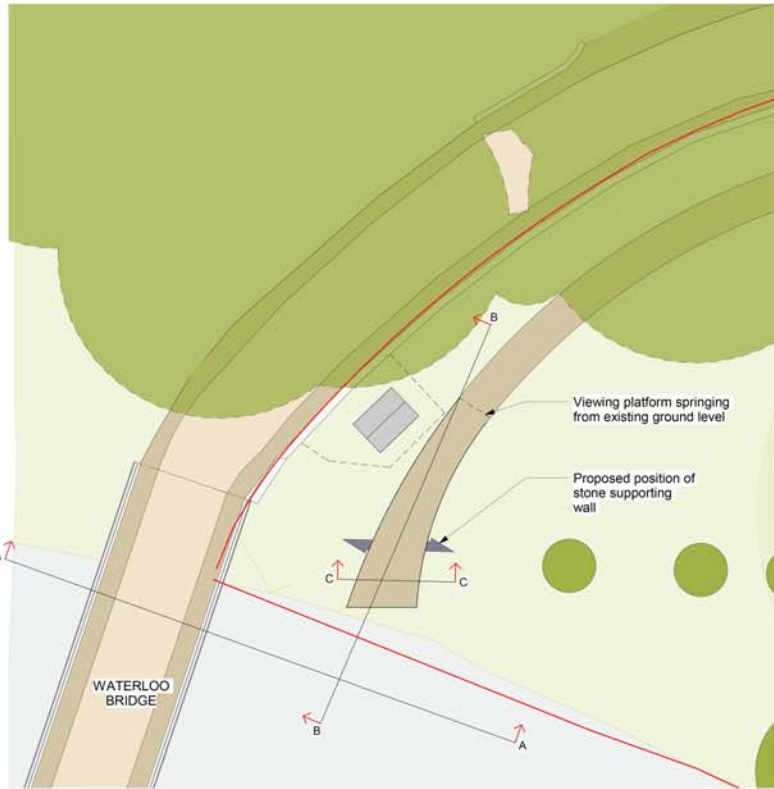 B
Viewing platform springing
from existing ground level
Proposed position of
stone supporting
wall
C
C
WATERLOO
BRIDGE
B
A